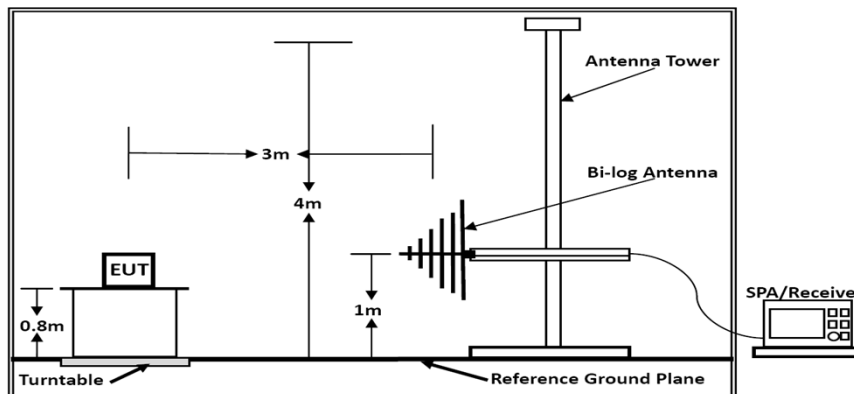 Antenna Tower
3m
Bi-log Antenna
4m
EUT
1m
0.8m
SPA/Receive
Turntable
Reference Ground Plane